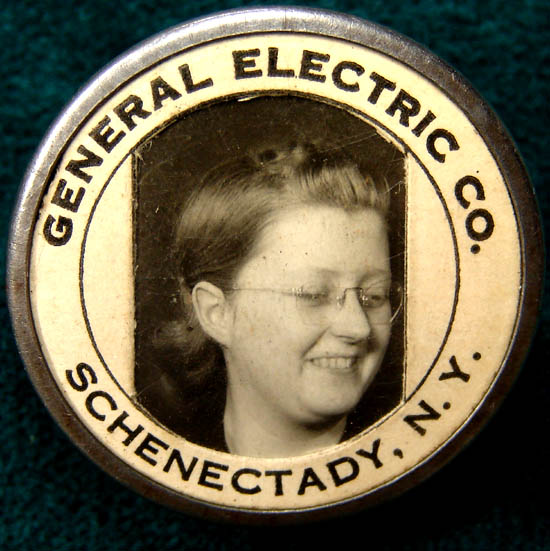 GENERAL ELECTRIC CO.
SCHENECTADY, N. Y.